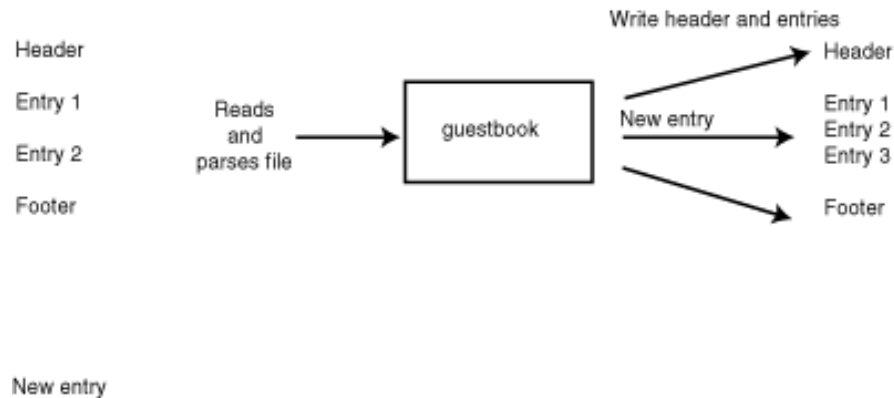 Header
Entry 1
Entry 2
Footer
New entry
Reads
and
parses file
guestbook
Write header and entries
New entry
Header
Entry 1
Entry 2
Entry 3
Footer